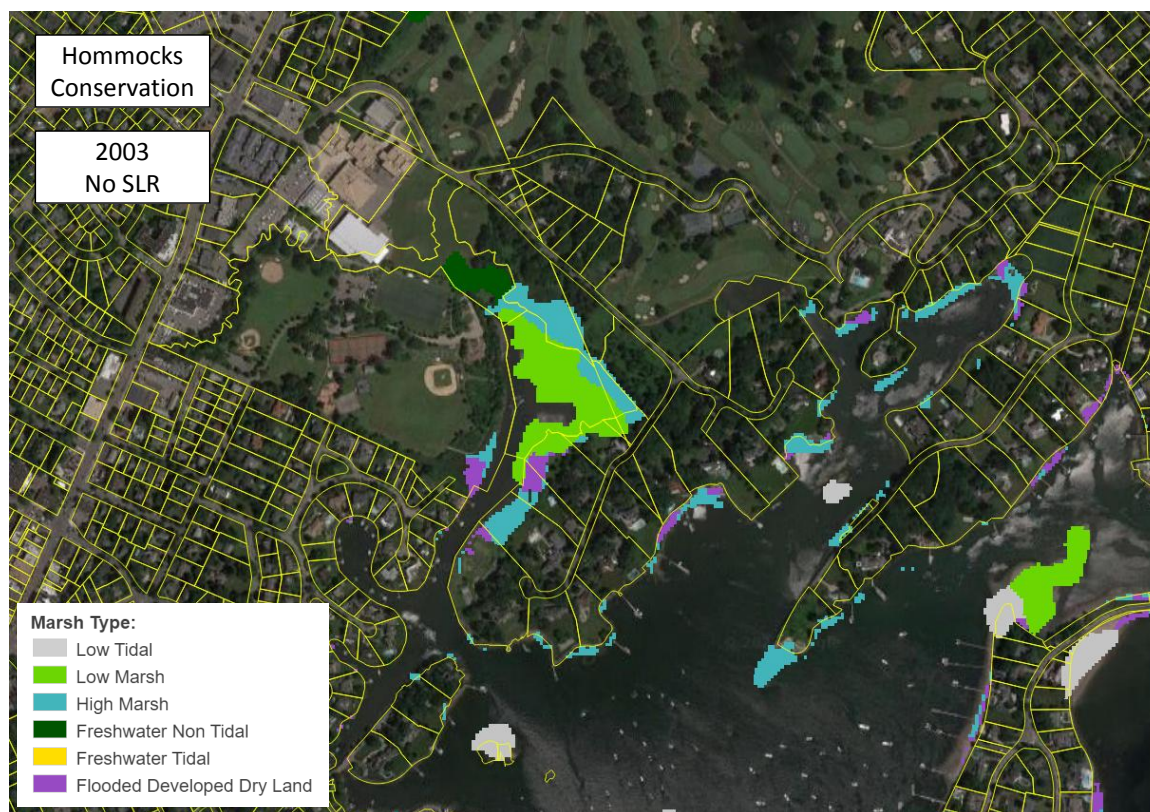 Hommocks
Conservation
2003
No SLR
Marsh Type:
Low Tidal
Low Marsh
High Marsh
Freshwater Non Tidal
Freshwater Tidal
Flooded Developed Dry Land